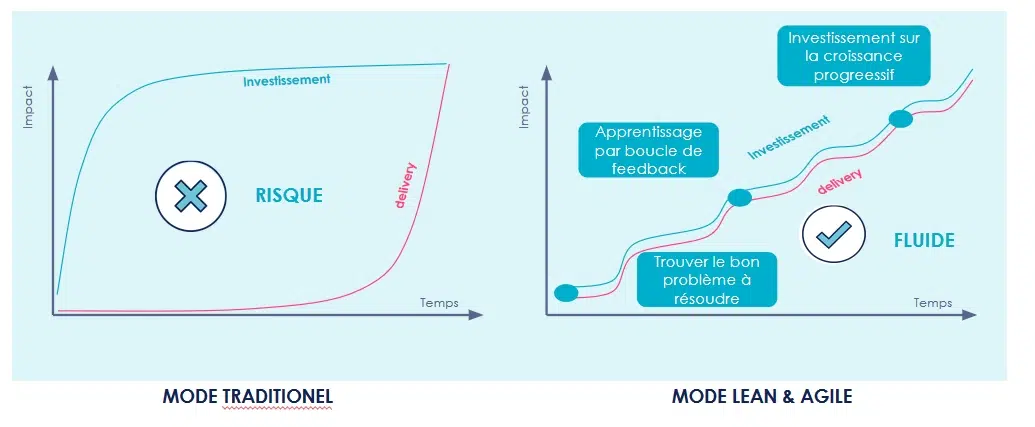 Impact
Investissement
delivery
RISQUE
Temps
MODE TRADITIONEL
Impact
Investissement sur
la croissance
progreessif
Apprentissage
par boucle de
feedback
Investissement
delivery
FLUIDE
Trouver le bon
problème à
résoudre
Temps
MODE LEAN & AGILE